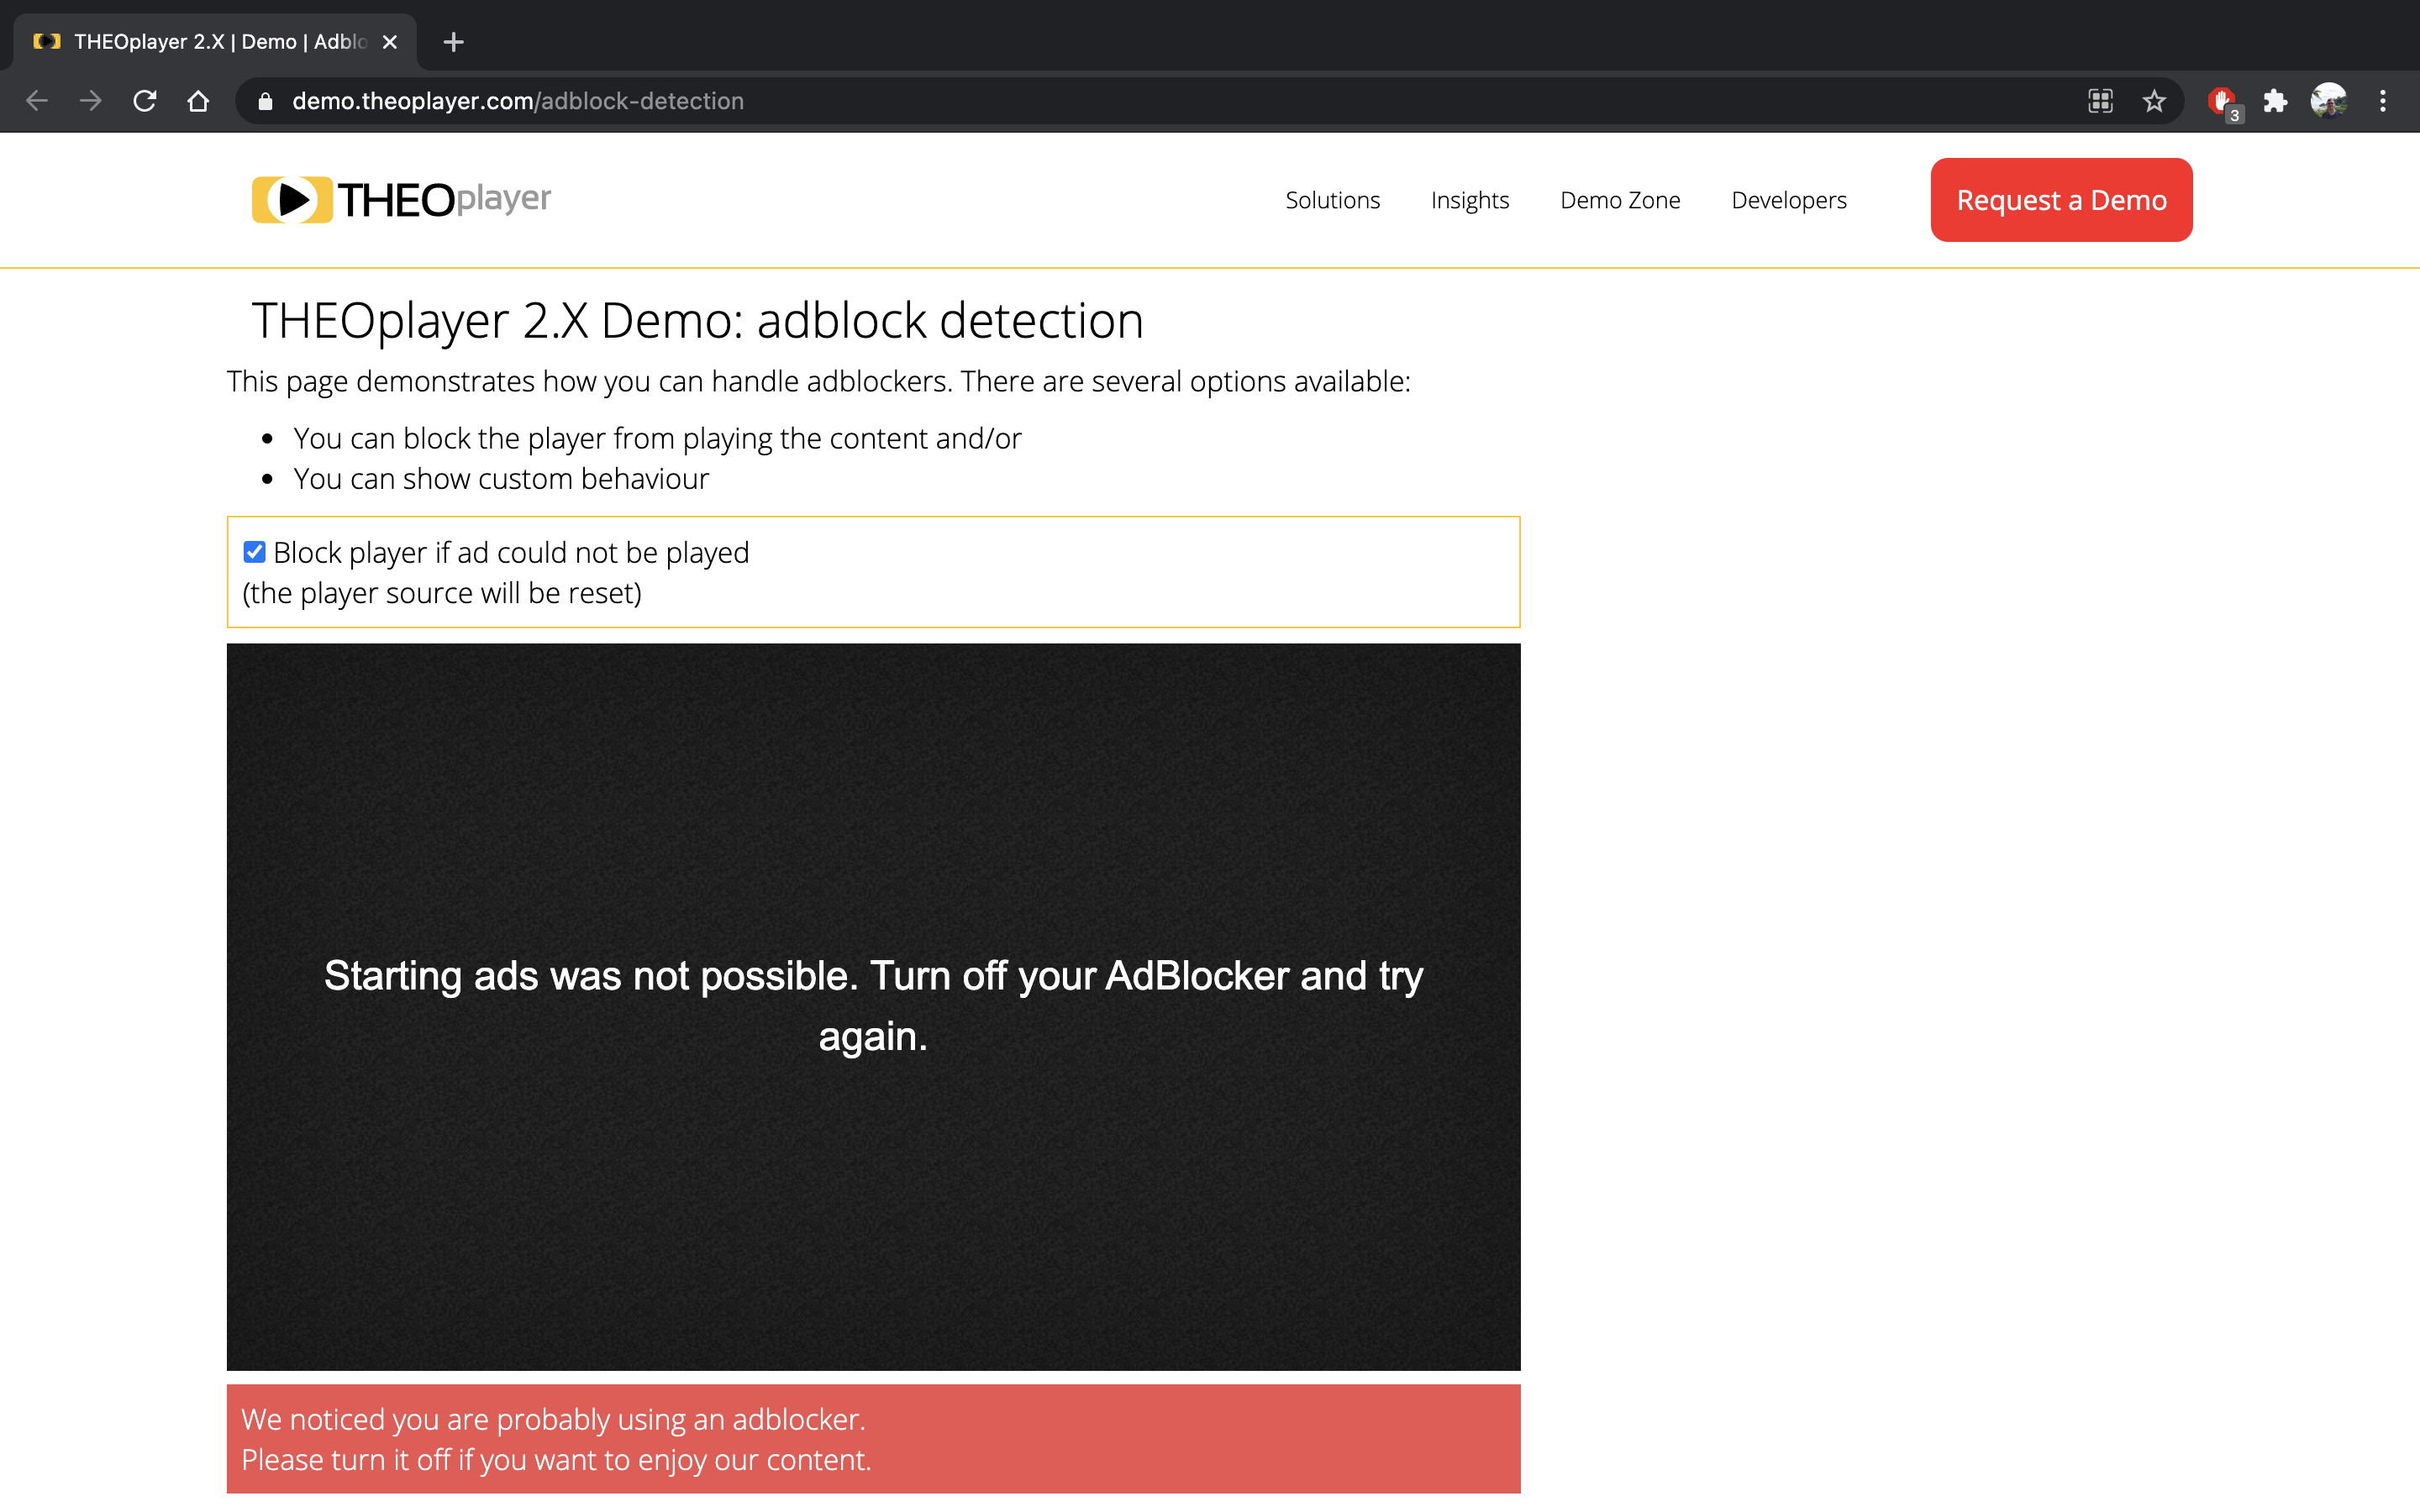 THEOplayer 2.X | Demo | Adblo
demo.theoplayer.com/adblock-detection
3
THEOplayer
Solutions
Insights
Demo Zone
Developers
Request a Demo
THEOplayer 2.X Demo: adblock detection
This page demonstrates how you can handle adblockers. There are several options available:
You can block the player from playing the content and/or
You can show custom behaviour
Block player if ad could not be played
(the player source will be reset)
Starting ads was not possible. Turn off your AdBlocker and try
again.
We noticed you are probably using an adblocker.
Please turn it off if you want to enjoy our content.